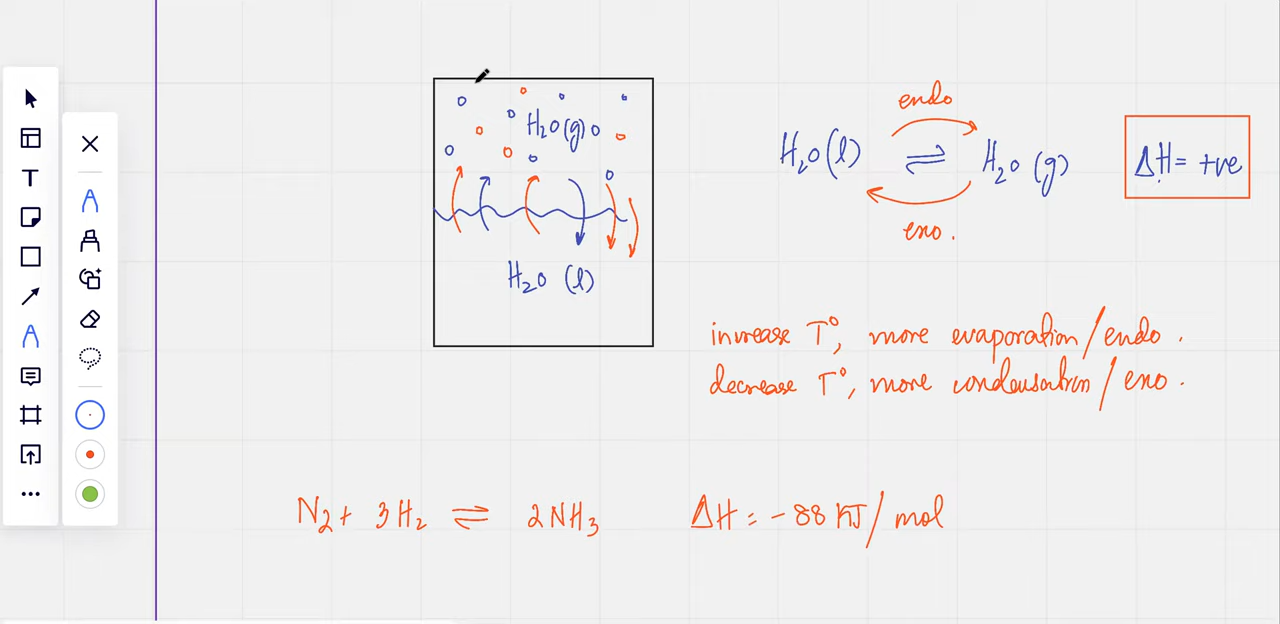 endo
H₂O(g)
H₂O(l) ⇌ H₂O(g)
ΔH = +ve
exo.
H₂O (l)
increase T°, more evaporation/endo.
decrease T°, more condensation/exo.
N₂ + 3H₂ ⇌ 2NH₃
ΔH = -88 KJ/mol
T
A
A